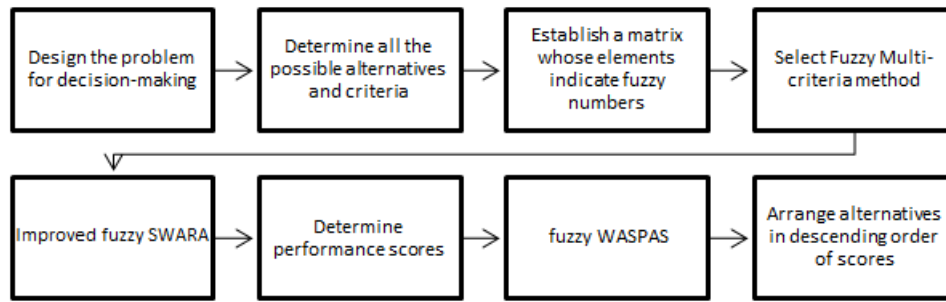 Design the problem
for decision-making
Determine all the
possible alternatives
and criteria
Establish a matrix
whose elements
indicate fuzzy
numbers
Select Fuzzy Multi-
criteria method
Improved fuzzy SWARA
Determine
performance scores
fuzzy WASPAS
Arrange alternatives
in descending order
of scores